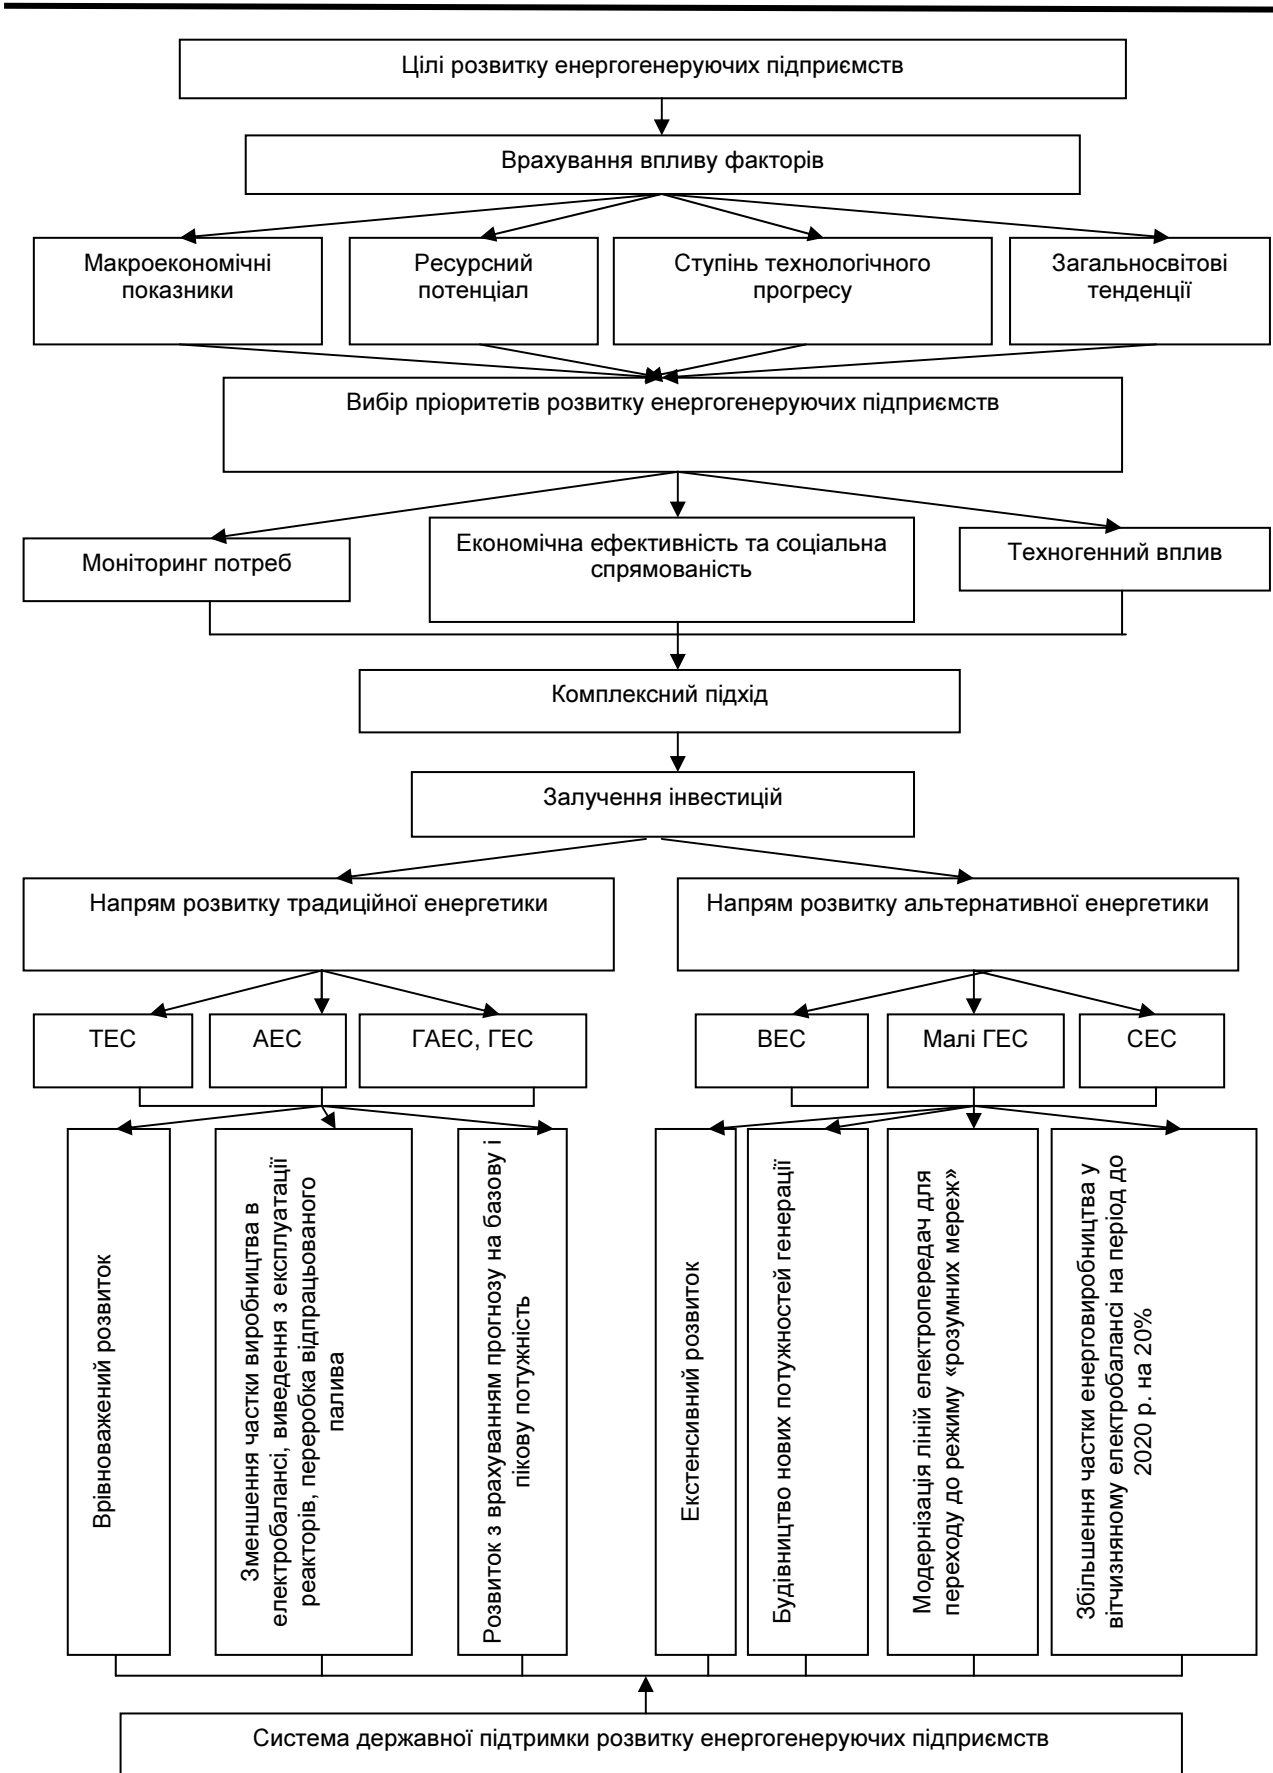 Цілі розвитку енергогенеруючих підприємств
Врахування впливу факторів
Макроекономічні
показники
Ресурсний
потенціал
Ступінь технологічного
прогресу
Загальносвітові
тенденції
Вибір пріоритетів розвитку енергогенеруючих підприємств
Моніторинг потреб
Економічна ефективність та соціальна
спрямованість
Техногенний вплив
Комплексний підхід
Залучення інвестицій
Напрям розвитку традиційної енергетики
Напрям розвитку альтернативної енергетики
ТЕС
АЕС
ГАЕС, ГЕС
ВЕС
Малі ГЕС
СЕС
Врівноважений розвиток
Зменшення частки виробництва в
електробалансі, виведення з експлуатації
реакторів, переробка відпрацьованого
палива
Розвиток з врахуванням прогнозу на базову і
пікову потужність
Екстенсивний розвиток
Будівництво нових потужностей генерації
Модернізація ліній електропередач для
переходу до режиму «розумних мереж»
Збільшення частки енерговиробництва у
вітчизняному електробалансі на період до
2020 р. на 20%
Система державної підтримки розвитку енергогенеруючих підприємств